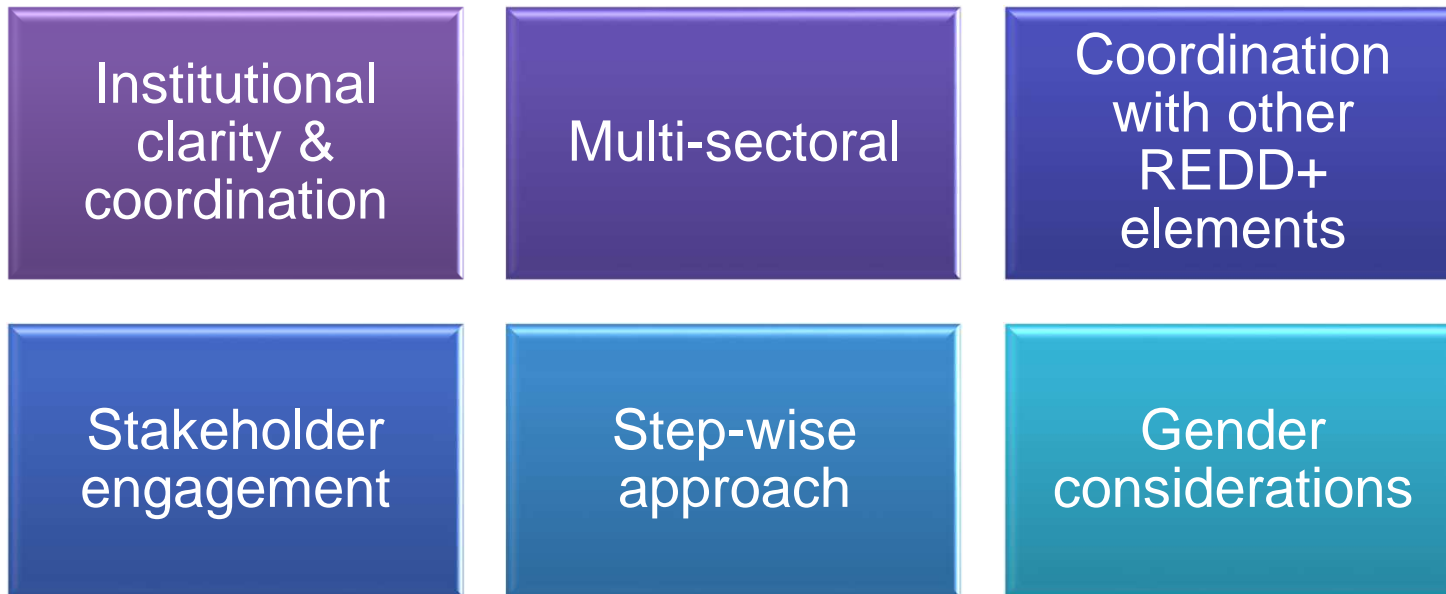 Institutional
clarity &
coordination
Multi-sectoral
Coordination
with other
REDD+
elements
Stakeholder
engagement
Step-wise
approach
Gender
considerations